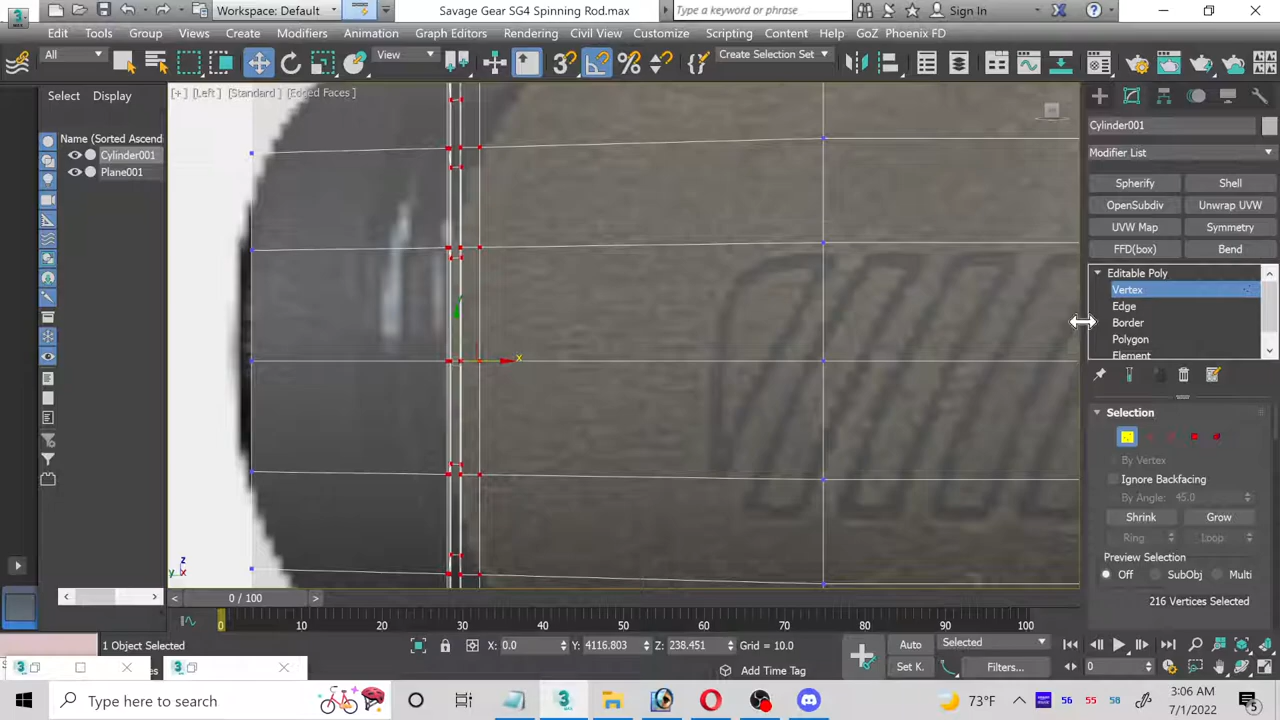 Workspace: Default
Savage Gear SG4 Spinning Rod.max
Type a keyword or phrase
Sign In
Edit Tools Group Views Create Modifiers Animation Graph Editors Rendering Civil View Customize Scripting Content Help GoZ Phoenix FD
All
View
Create Selection Set
Select Display
[+] [Left] [Standard] [Edged Faces]
Name (Sorted Ascend
Cylinder001
Plane001
Cylinder001
Modifier List
Spherify Shell
OpenSubdiv Unwrap UVW
UVW Map Symmetry
FFD(box) Bend
Editable Poly
Vertex
Edge
Border
Polygon
Element
Selection
By Vertex
Ignore Backfacing
By Angle: 45.0
Shrink Grow
Ring Loop
Preview Selection
Off SubObj Multi
216 Vertices Selected
x
z
y x
0 / 100
0 10 20 30 40 50 60 70 80 90 100
1 Object Selected
X: 0.0 Y: 4116.803 Z: 238.451 Grid = 10.0
Auto Selected
Add Time Tag
Set K. Filters... 0
Type here to search
73°F
56 55 58
3:06 AM
7/1/2022
5